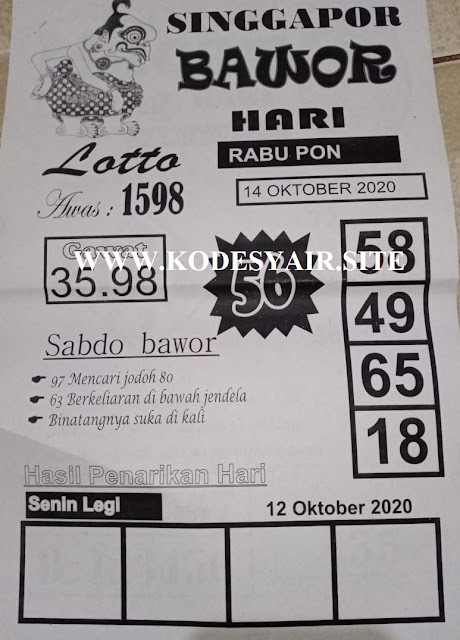 SINGGAPOR
BAWOR
HARI
Lotto
RABU PON
Awas : 1598
14 OKTOBER 2020
Gawat
35.98
50
58
WWW.KODESYAIR.SITE
49
65
18
Sabdo bawor
97 Mencari jodoh 80
63 Berkeliaran di bawah jendela
Binatangnya suka di kali
Hasil Penarikan Hari
Senin Legi
12 Oktober 2020